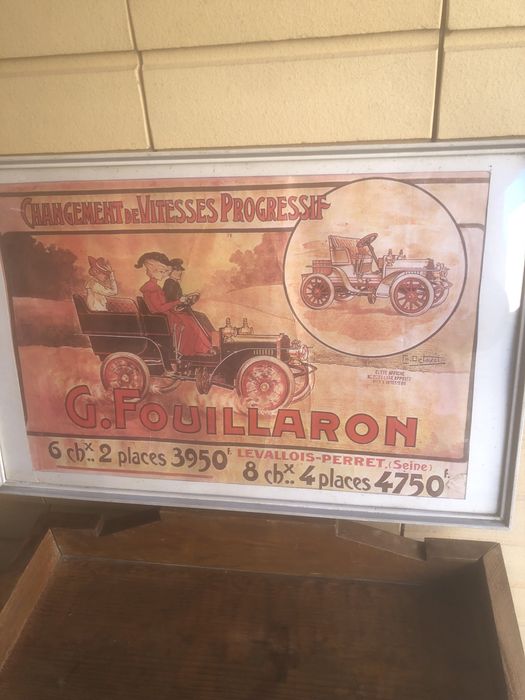 CHANGEMENT DE VITESSES PROGRESSIF
G. FOUILLARON
6 chx.. 2 places 3950f.
LEVALLOIS-PERRET, (Seine)
8 chx.. 4 places 4750f.